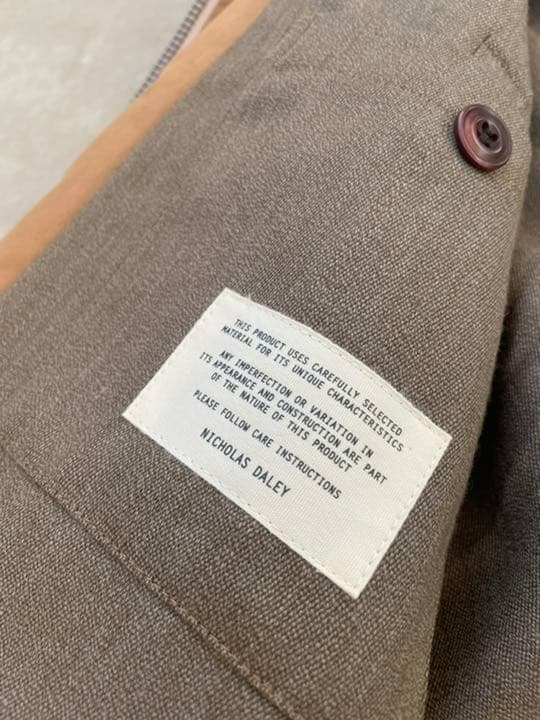 THIS PRODUCT USES CAREFULLY SELECTED
MATERIAL FOR ITS UNIQUE CHARACTERISTICS
ANY IMPERFECTION OR VARIATION IN
ITS APPEARANCE AND CONSTRUCTION ARE PART
OF THE NATURE OF THIS PRODUCT
PLEASE FOLLOW CARE INSTRUCTIONS
NICHOLAS DALEY